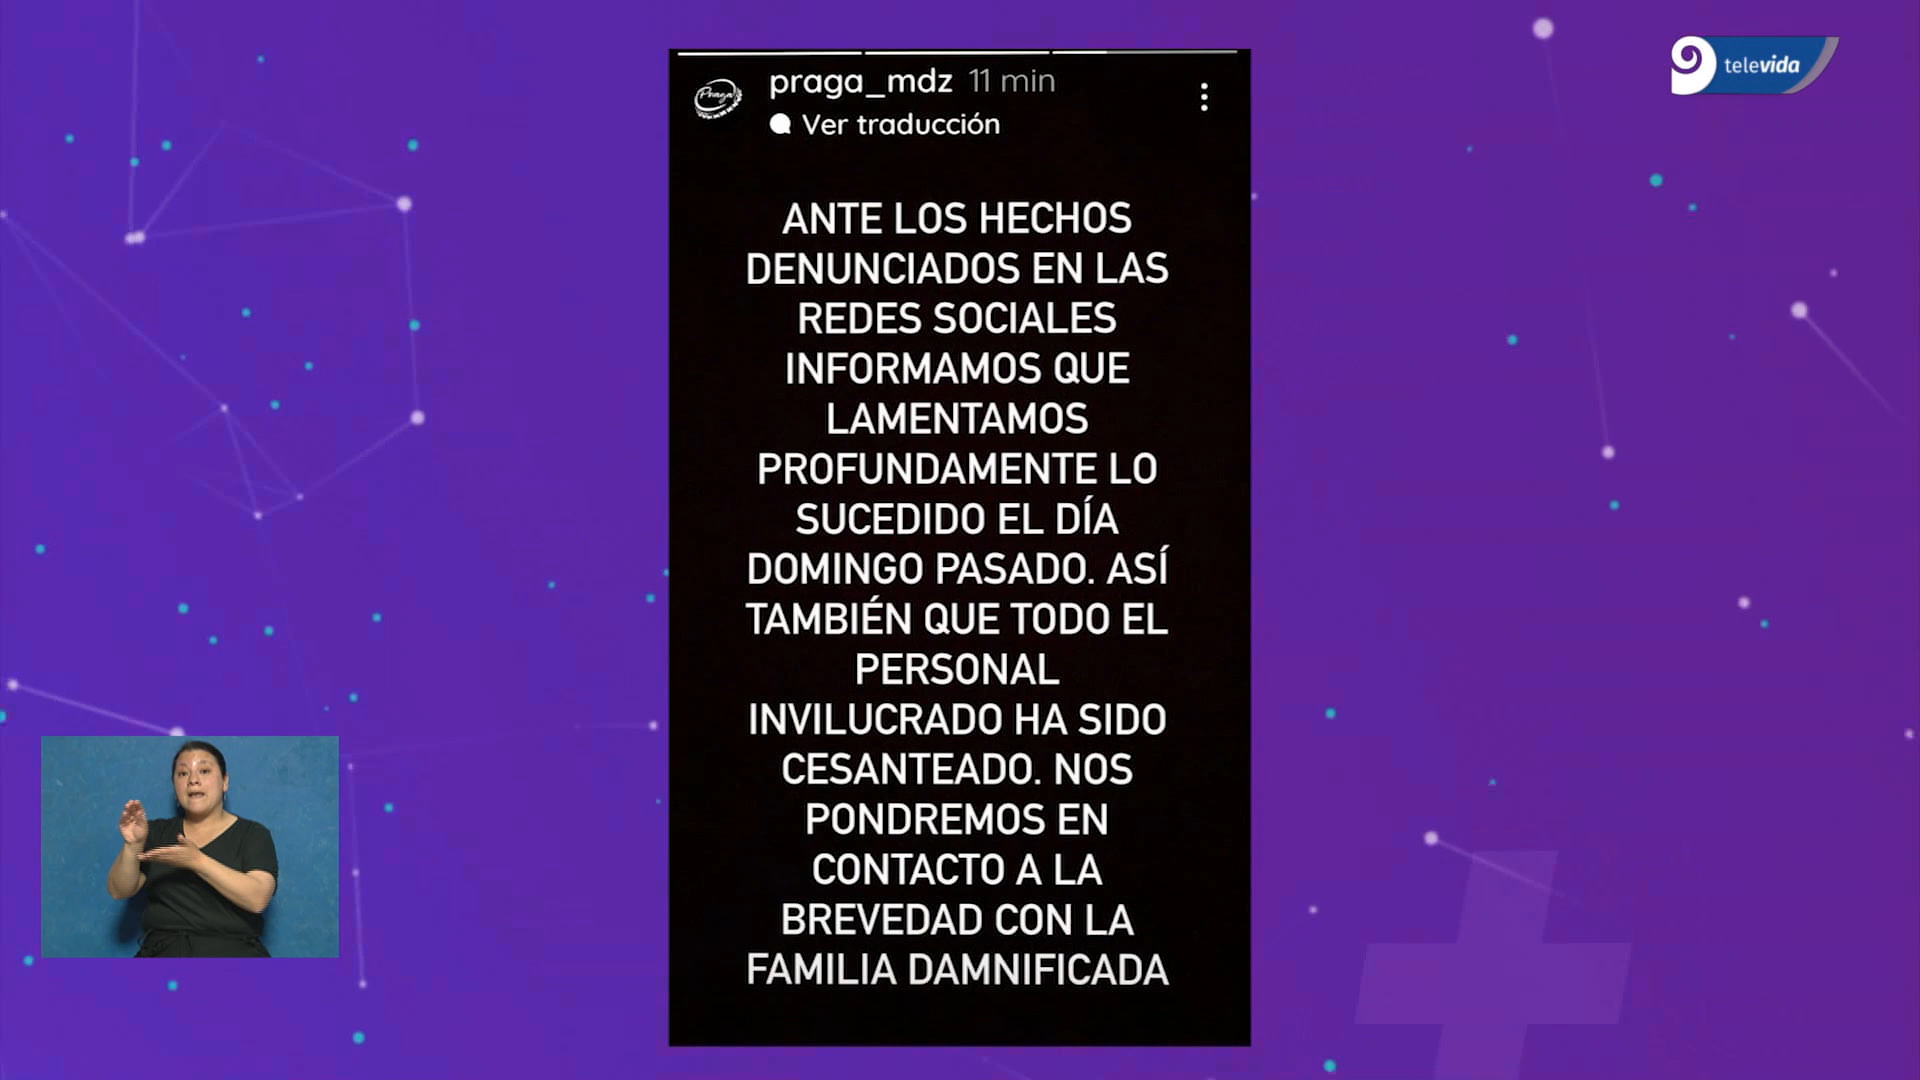 praga_mdz 11 min
Ver traducción
Praga
9 televida
ANTE LOS HECHOS
DENUNCIADOS EN LAS
REDES SOCIALES
INFORMAMOS QUE
LAMENTAMOS
PROFUNDAMENTE LO
SUCEDIDO EL DÍA
DOMINGO PASADO. ASÍ
TAMBIÉN QUE TODO EL
PERSONAL
INVILUCRADO HA SIDO
CESANTEADO. NOS
PONDREMOS EN
CONTACTO A LA
BREVEDAD CON LA
FAMILIA DAMNIFICADA